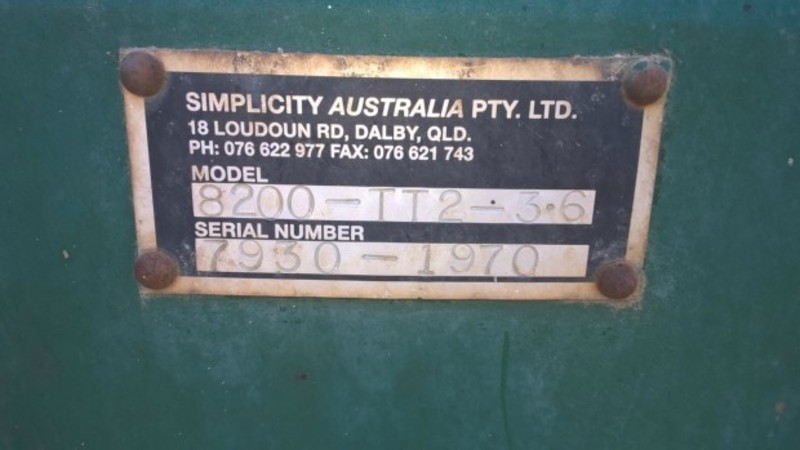 SIMPLICITY AUSTRALIA PTY. LTD.
18 LOUDOUN RD, DALBY, QLD.
PH: 076 622 977 FAX: 076 621 743
MODEL
8200-TT2-3.6
SERIAL NUMBER
7930-1970